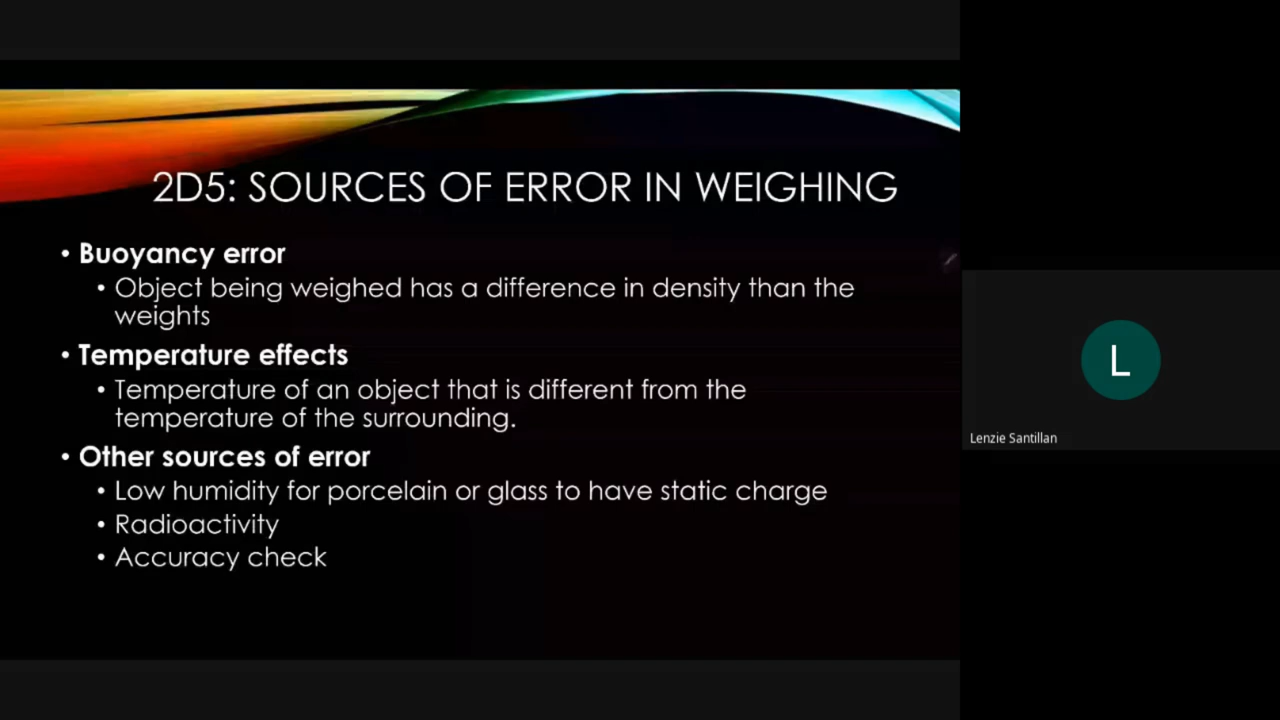 2D5: SOURCES OF ERROR IN WEIGHING
• Buoyancy error
• Object being weighed has a difference in density than the
weights
• Temperature effects
• Temperature of an object that is different from the
temperature of the surrounding.
• Other sources of error
• Low humidity for porcelain or glass to have static charge
• Radioactivity
• Accuracy check
L
Lenzie Santillan